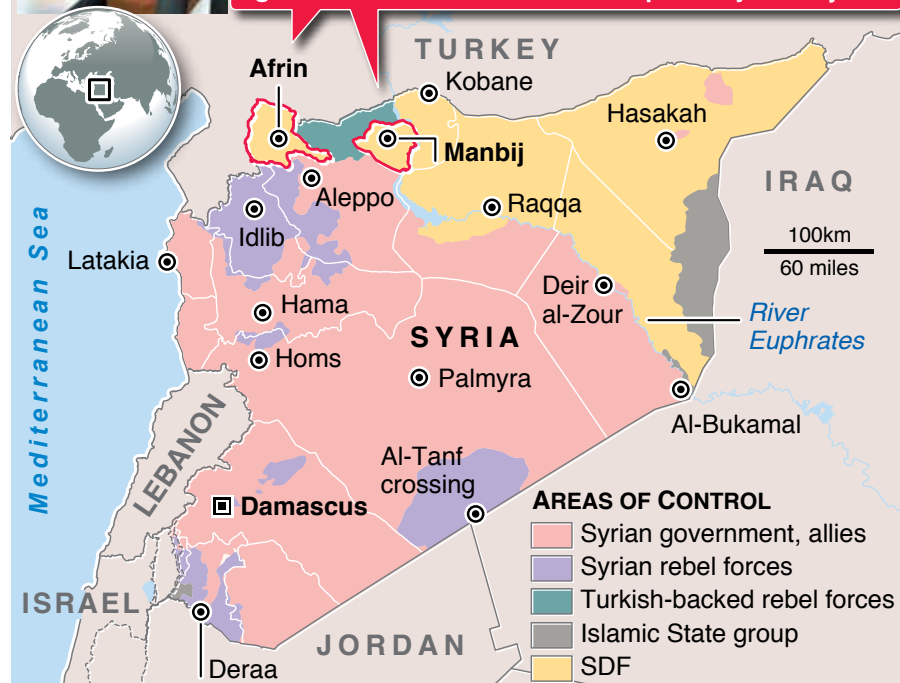 TURKEY
Afrin
Kobane
Hasakah
Manbij
IRAQ
Aleppo
Raqqa
Idlib
100km
60 miles
Latakia
Mediterranean Sea
Deir
al-Zour
Hama
River
Euphrates
SYRIA
Homs
Palmyra
LEBANON
Al-Bukamal
Al-Tanf
crossing
Damascus
AREAS OF CONTROL
Syrian government, allies
Syrian rebel forces
Turkish-backed rebel forces
Islamic State group
SDF
ISRAEL
JORDAN
Deraa